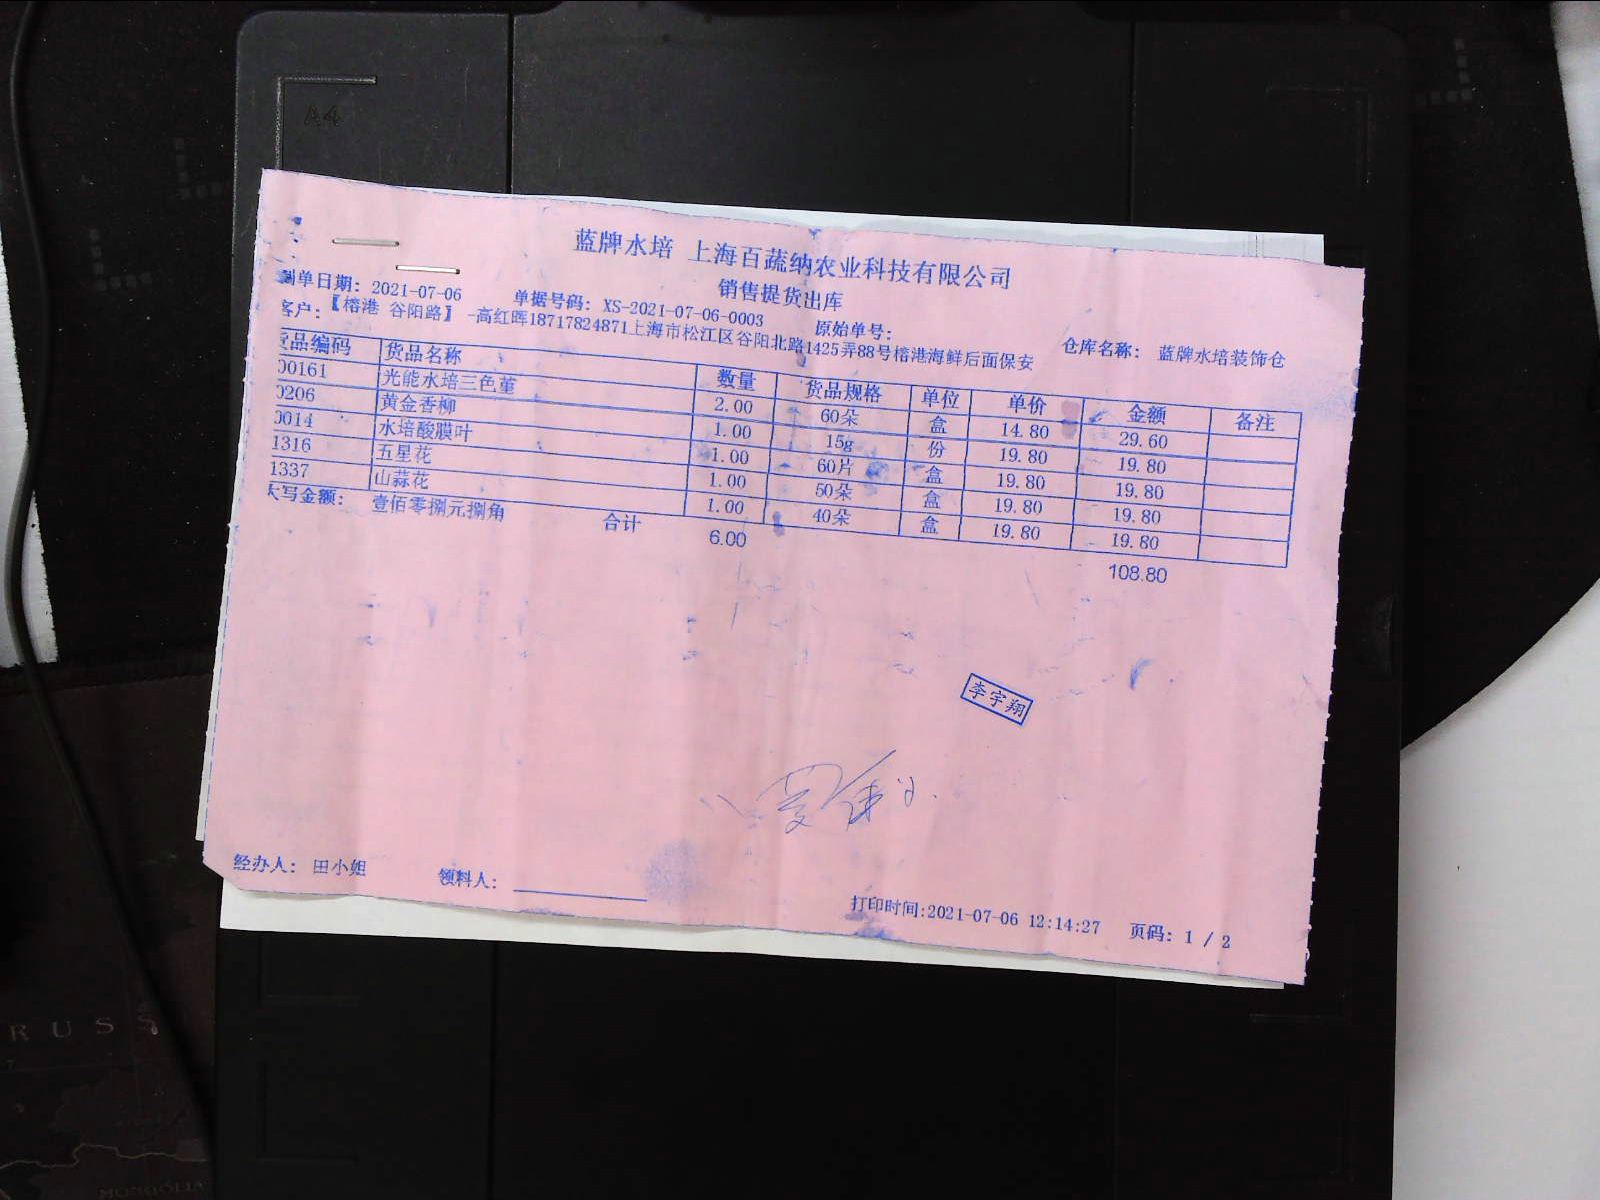 A4
蓝牌水培 上海百蔬纳农业科技有限公司
销售提货出库
制单日期: 2021-07-06 单据号码: XS-2021-07-06-0003 原始单号: 仓库名称: 蓝牌水培装饰仓
客户: 【榕港 谷阳路】 -高红晖18717824871上海市松江区谷阳北路1425弄88号榕港海鲜后面保安
货品编码 货品名称 数量 货品规格 单位 单价 金额 备注
00161 光能水培三色堇 2.00 60朵 盒 14.80 29.60
0206 黄金香柳 1.00 15g 份 19.80 19.80
0014 水培酸膜叶 1.00 60片 盒 19.80 19.80
1316 五星花 1.00 50朵 盒 19.80 19.80
1337 山蒜花 1.00 40朵 盒 19.80 19.80
大写金额: 壹佰零捌元捌角 合计 6.00 108.80
李宇翔
经办人: 田小姐 领料人:
打印时间:2021-07-06 12:14:27 页码: 1 / 2
RUSS
MONGOLIA